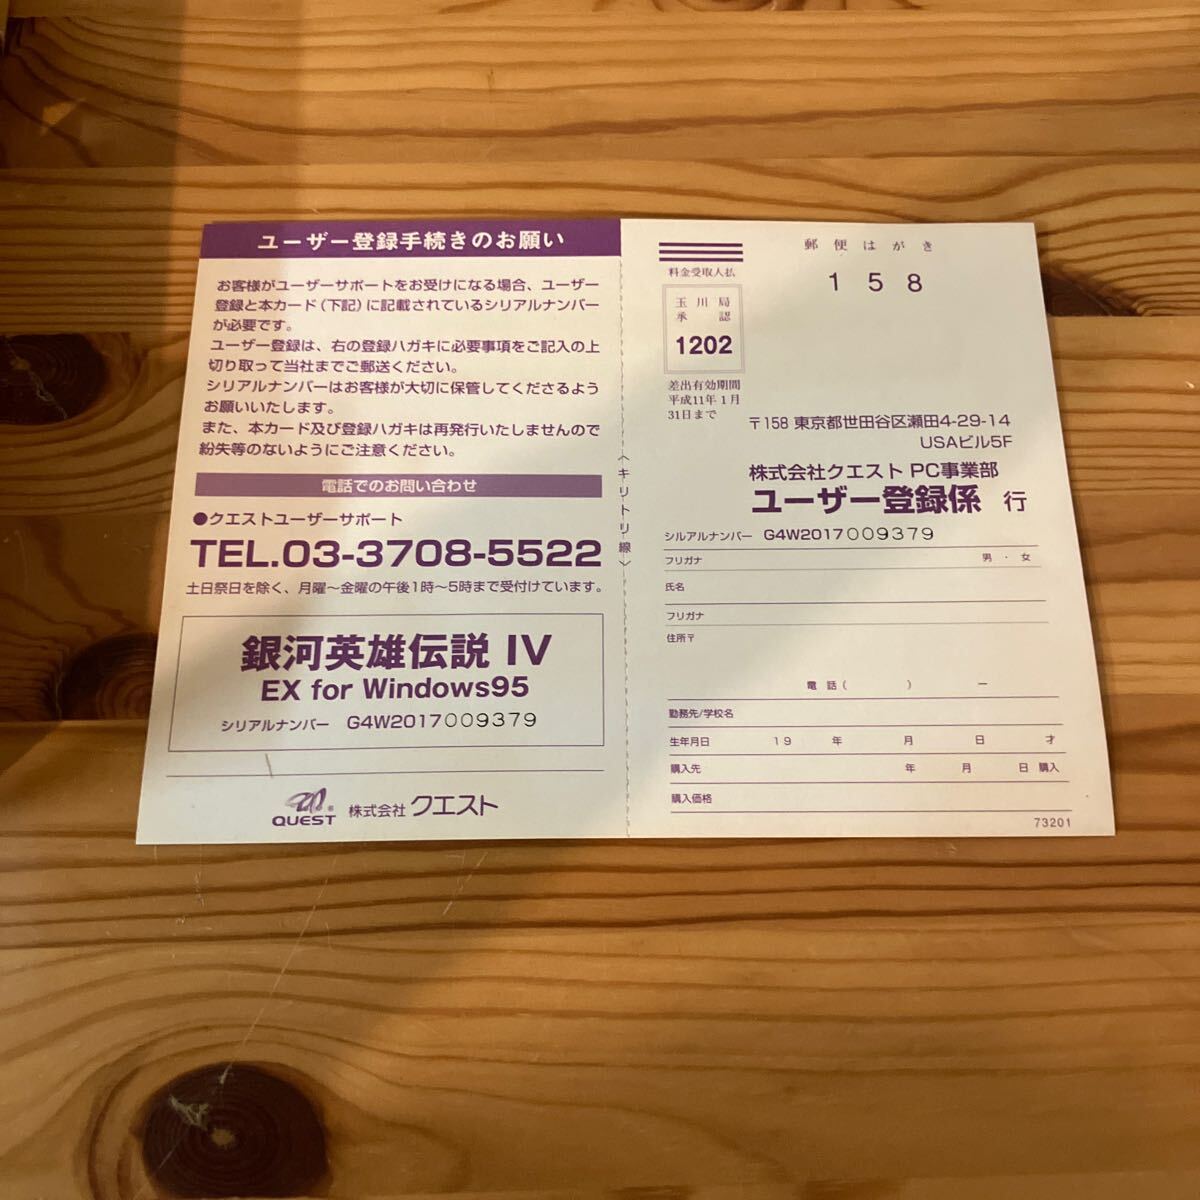 ユーザー登録手続きのお願い
お客様がユーザーサポートをお受けになる場合、ユーザー
登録と本カード（下記）に記載されているシリアルナンバー
が必要です。
ユーザー登録は、右の登録ハガキに必要事項をご記入の上
切り取って当社までご郵送ください。
シリアルナンバーはお客様が大切に保管してくださるよう
お願いいたします。
また、本カード及び登録ハガキは再発行いたしませんので
紛失等のないようにご注意ください。
電話でのお問い合わせ
●クエストユーザーサポート
TEL.03-3708-5522
土日祭日を除く、月曜～金曜の午後1時～5時まで受付けています。
銀河英雄伝説 IV
EX for Windows95
シリアルナンバー G4W2017009379
QUEST ® 株式会社 クエスト
〈キリトリ線〉
郵便はがき
料金受取人払
158
玉川局
承認
1202
差出有効期間
平成11年1月
31日まで
〒158 東京都世田谷区瀬田4-29-14
USAビル5F
株式会社クエスト PC事業部
ユーザー登録係 行
シルアルナンバー G4W2017009379
フリガナ 男・女
氏名
フリガナ
住所〒
電話（ ） ー
勤務先/学校名
生年月日 19 年 月 日 才
購入先 年 月 日 購入
購入価格
73201